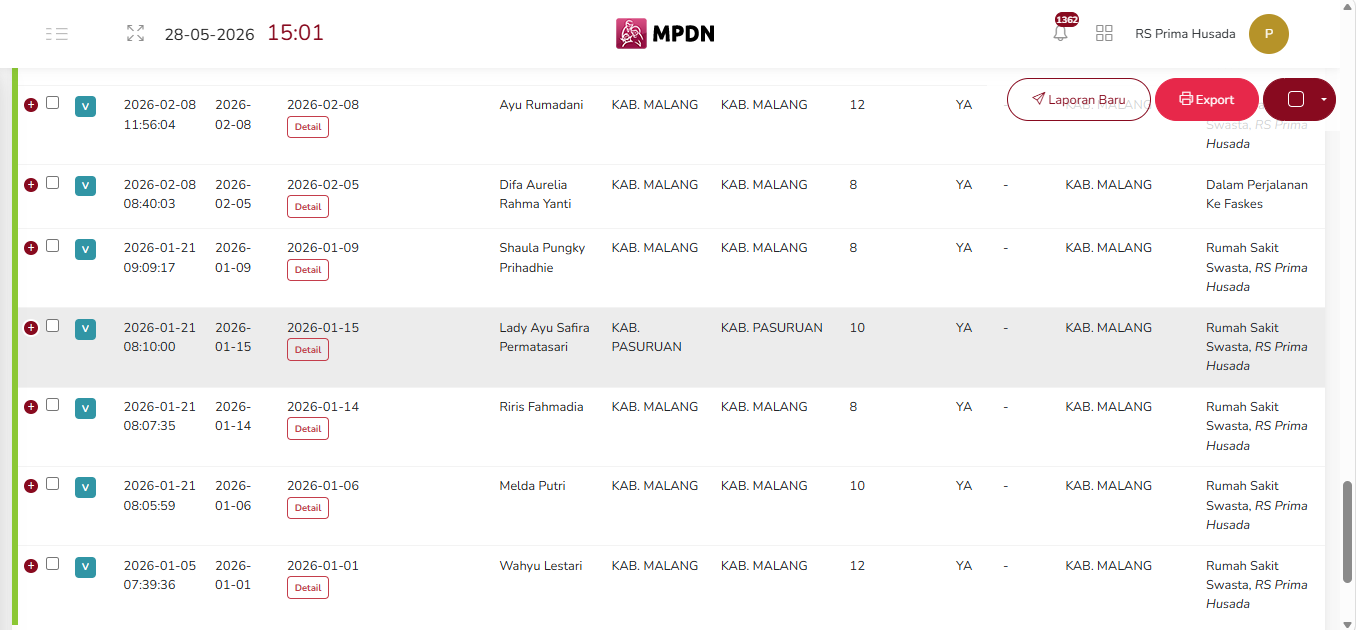 28-05-2026 15:01 MPDN 1362 RS Prima Husada P
Laporan Baru Export
V 2026-02-08 2026- 2026-02-08 Ayu Rumadani KAB. MALANG KAB. MALANG 12 YA KAB. MALANG
11:56:04 02-08 Detail Swasta, RS Prima
Husada
V 2026-02-08 2026- 2026-02-05 Difa Aurelia KAB. MALANG KAB. MALANG 8 YA - KAB. MALANG Dalam Perjalanan
08:40:03 02-05 Detail Rahma Yanti Ke Faskes
V 2026-01-21 2026- 2026-01-09 Shaula Pungky KAB. MALANG KAB. MALANG 8 YA - KAB. MALANG Rumah Sakit
09:09:17 01-09 Detail Prihadhie Swasta, RS Prima
Husada
V 2026-01-21 2026- 2026-01-15 Lady Ayu Safira KAB. KAB. PASURUAN 10 YA - KAB. MALANG Rumah Sakit
08:10:00 01-15 Detail Permatasari PASURUAN Swasta, RS Prima
Husada
V 2026-01-21 2026- 2026-01-14 Riris Fahmadia KAB. MALANG KAB. MALANG 8 YA - KAB. MALANG Rumah Sakit
08:07:35 01-14 Detail Swasta, RS Prima
Husada
V 2026-01-21 2026- 2026-01-06 Melda Putri KAB. MALANG KAB. MALANG 10 YA - KAB. MALANG Rumah Sakit
08:05:59 01-06 Detail Swasta, RS Prima
Husada
V 2026-01-05 2026- 2026-01-01 Wahyu Lestari KAB. MALANG KAB. MALANG 12 YA - KAB. MALANG Rumah Sakit
07:39:36 01-01 Detail Swasta, RS Prima
Husada